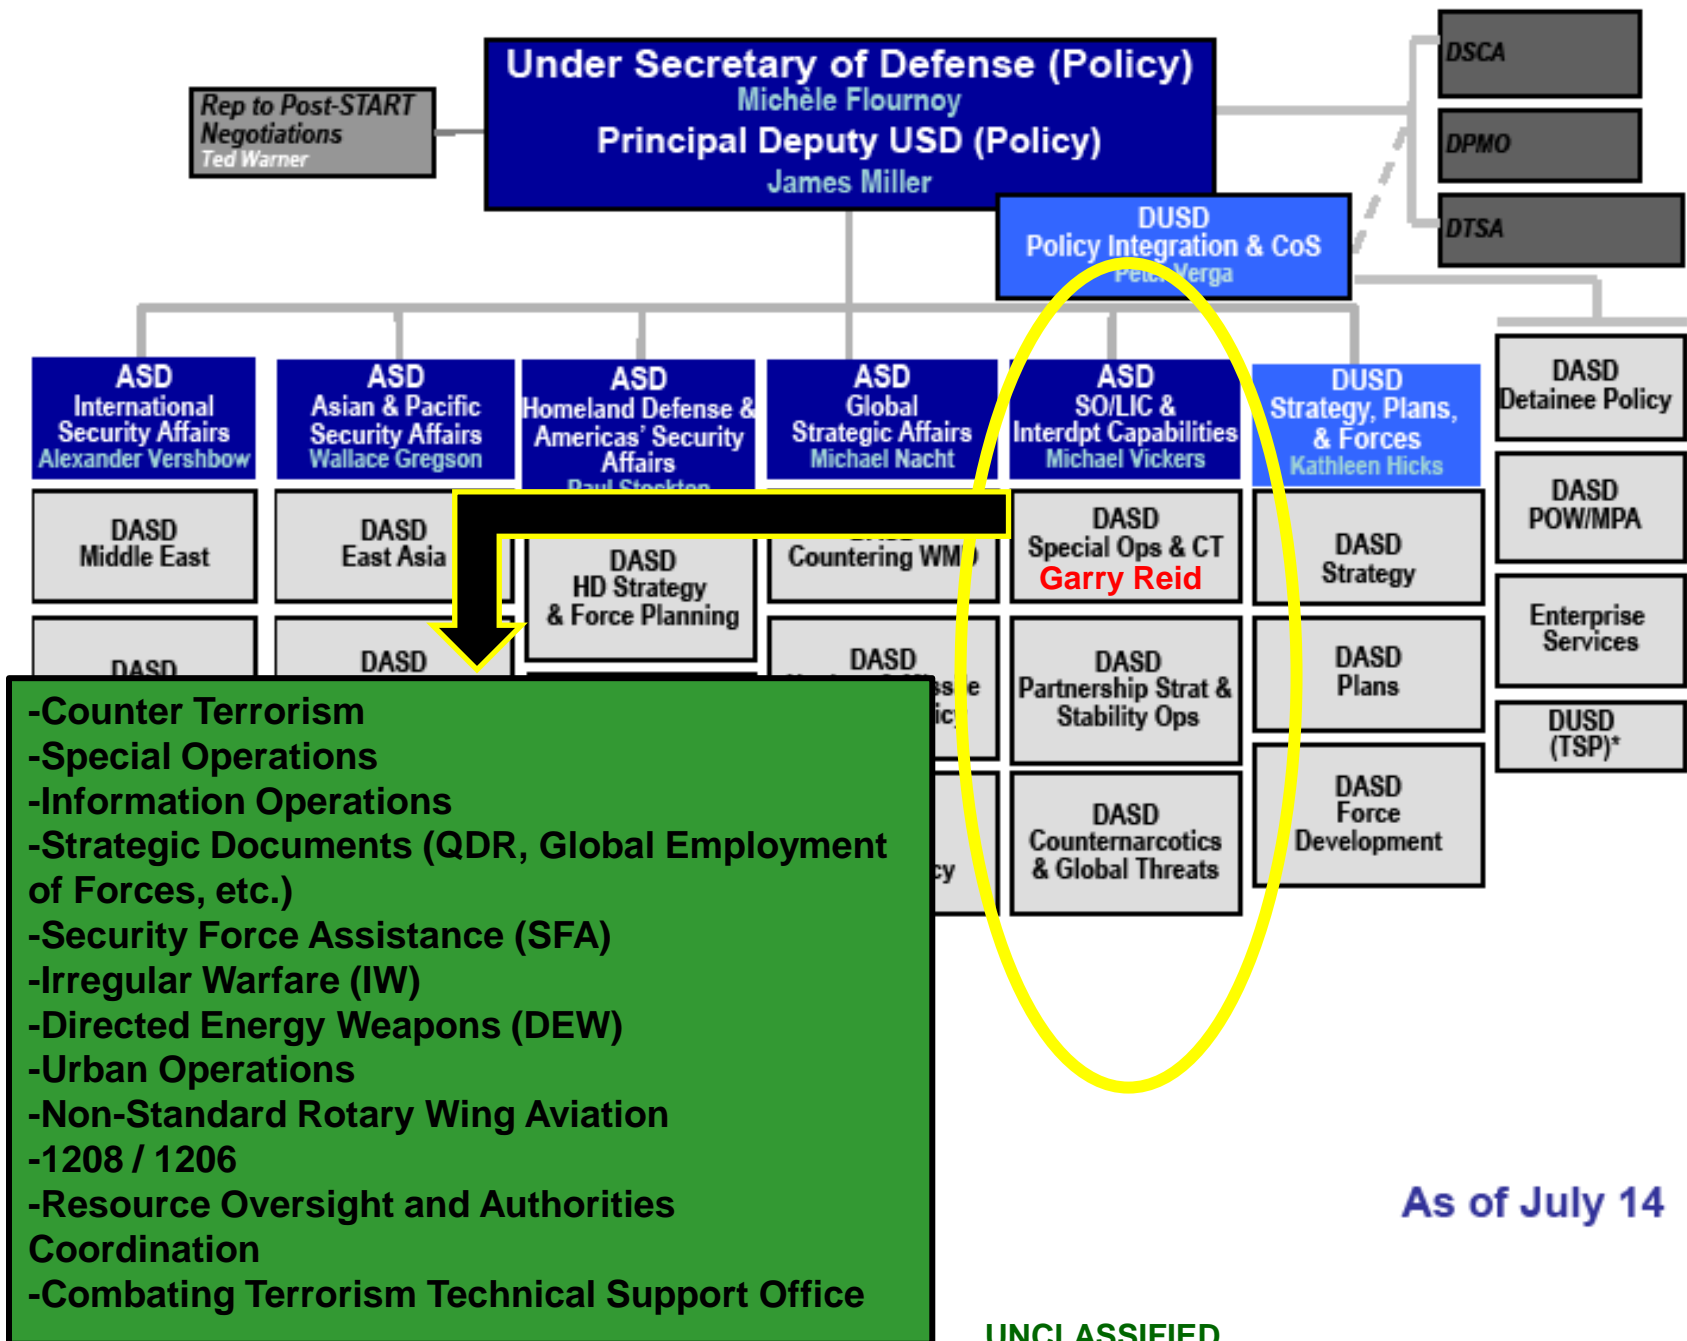 Under Secretary of Defense (Policy)
Michèle Flournoy
Principal Deputy USD (Policy)
James Miller
Rep to Post-START
Negotiations
Ted Warner
DSCA
DPMO
DTSA
DUSD
Policy Integration & CoS
Peter Verga
ASD
International
Security Affairs
Alexander Vershbow
ASD
Asian & Pacific
Security Affairs
Wallace Gregson
ASD
Homeland Defense &
Americas' Security
Affairs
Paul Stockton
ASD
Global
Strategic Affairs
Michael Nacht
ASD
SO/LIC &
Interdpt Capabilities
Michael Vickers
DUSD
Strategy, Plans,
& Forces
Kathleen Hicks
DASD
Detainee Policy
DASD
POW/MPA
Enterprise
Services
DUSD
(TSP)*
DASD
Middle East
DASD
DASD
East Asia
DASD
DASD
HD Strategy
& Force Planning
DASD
Countering WMD
DASD
cy
DASD
Special Ops & CT
Garry Reid
DASD
Partnership Strat &
Stability Ops
DASD
Counternarcotics
& Global Threats
DASD
Strategy
DASD
Plans
DASD
Force
Development
-Counter Terrorism
-Special Operations
-Information Operations
-Strategic Documents (QDR, Global Employment
of Forces, etc.)
-Security Force Assistance (SFA)
-Irregular Warfare (IW)
-Directed Energy Weapons (DEW)
-Urban Operations
-Non-Standard Rotary Wing Aviation
-1208 / 1206
-Resource Oversight and Authorities
Coordination
-Combating Terrorism Technical Support Office
As of July 14
UNCLASSIFIED